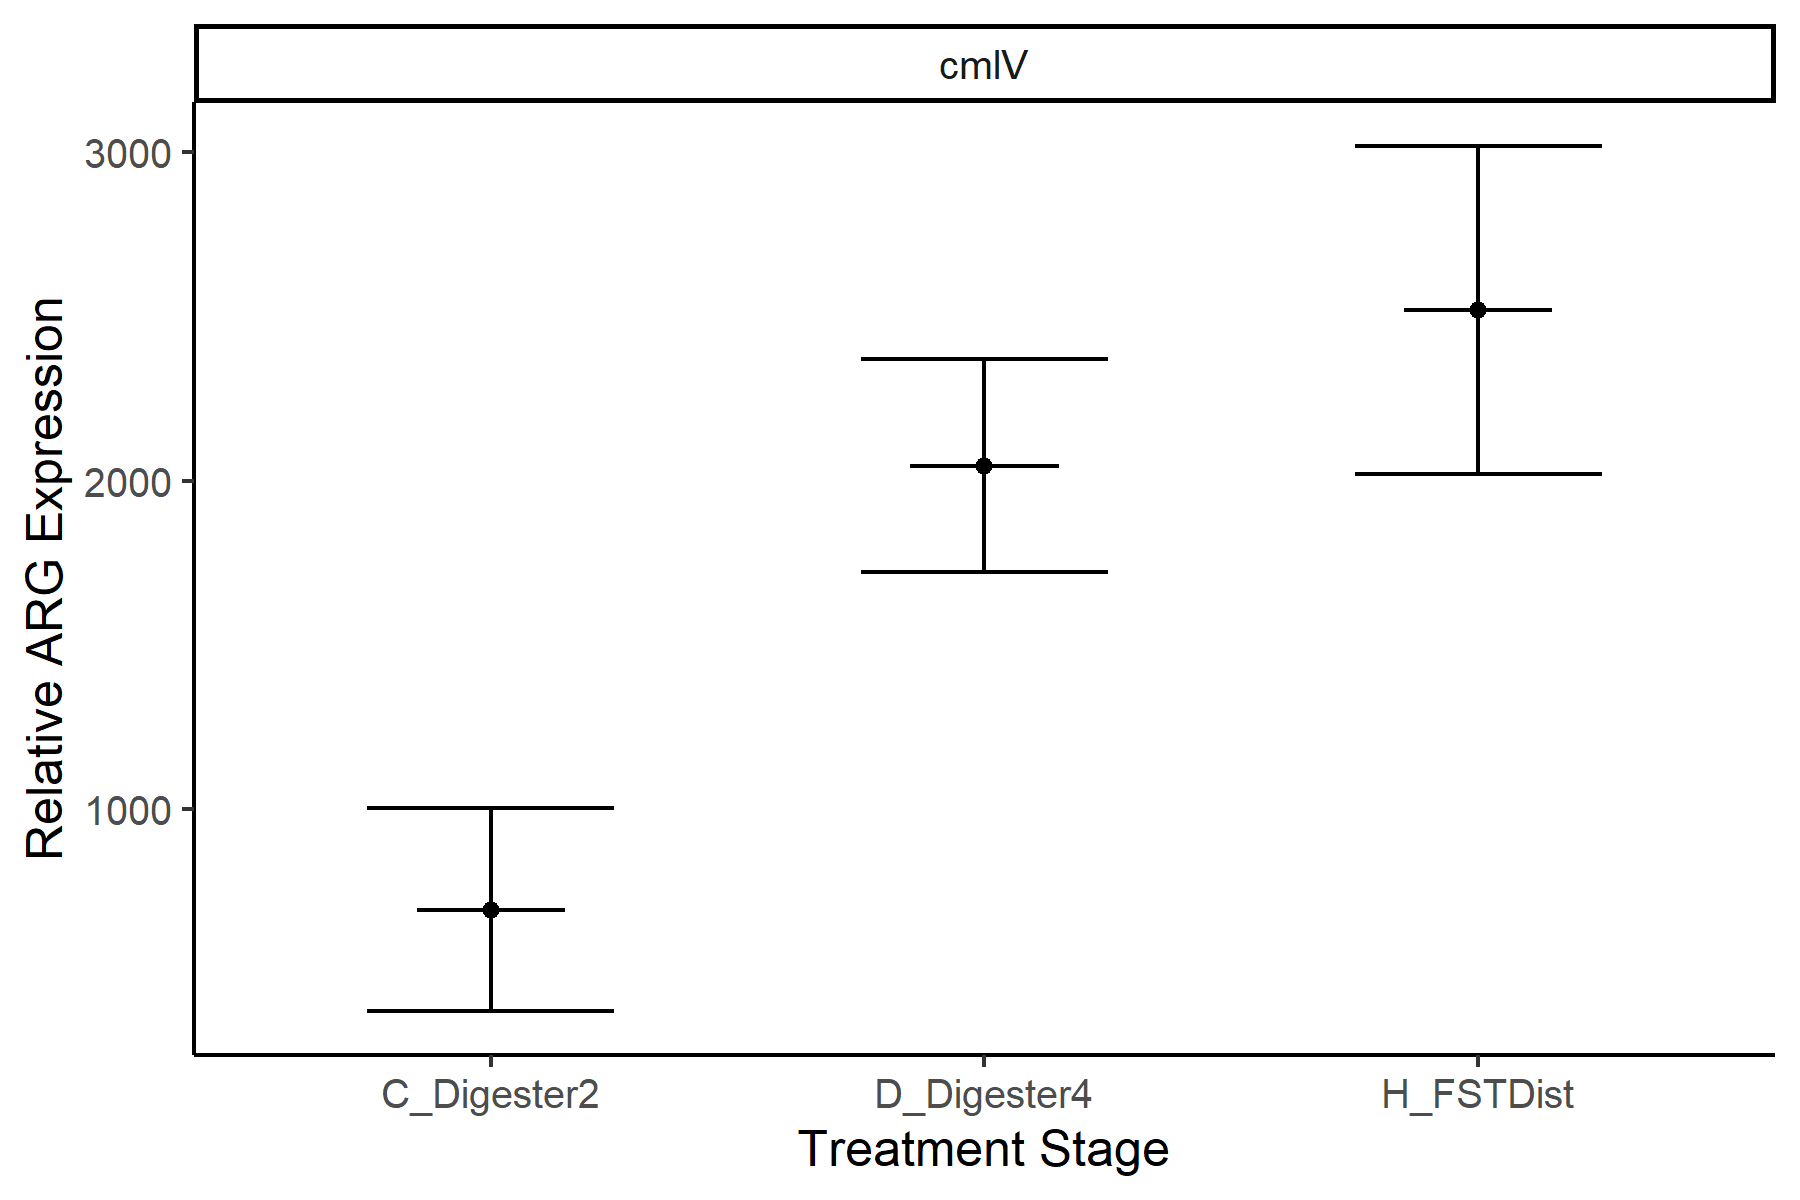 cmlV
3000
2000
1000
Relative ARG Expression
C_Digester2
D_Digester4
H_FSTDist
Treatment Stage